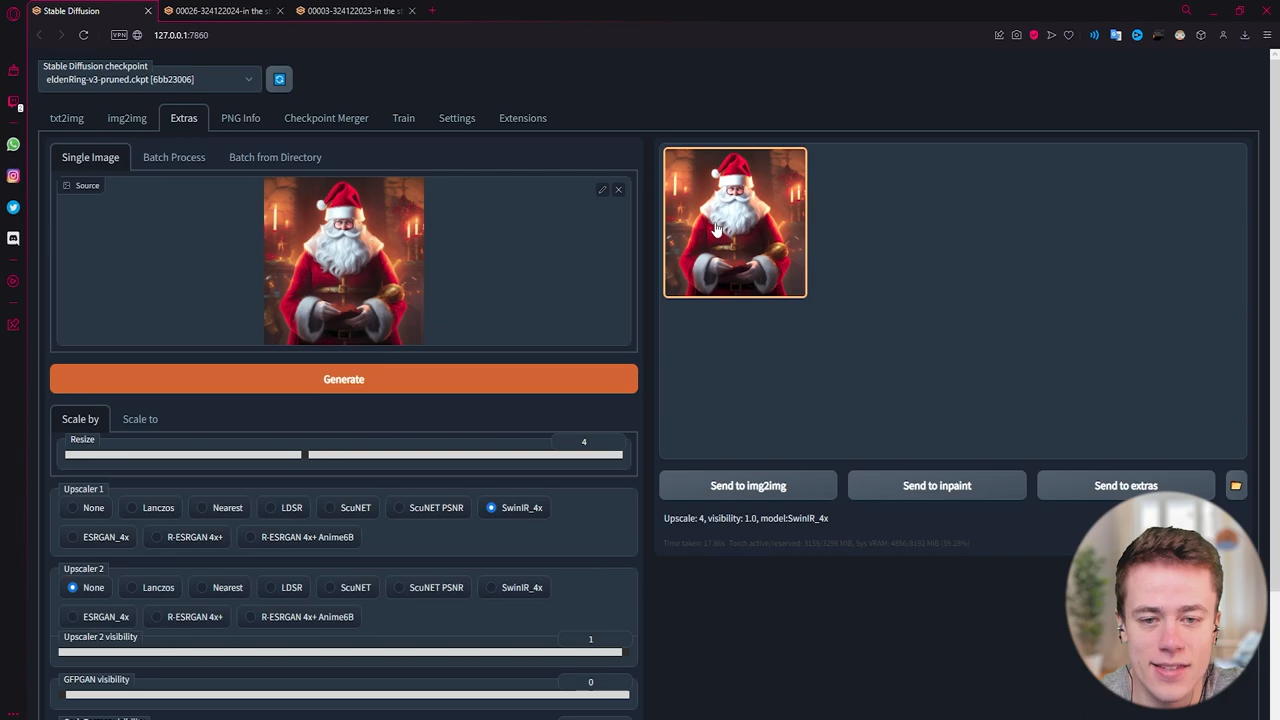 Stable Diffusion
00026-324122024-in the st
00003-324122023-in the st
VPN
127.0.0.1:7860
2
Stable Diffusion checkpoint
eldenRing-v3-pruned.ckpt [6bb23006]
txt2img
img2img
Extras
PNG Info
Checkpoint Merger
Train
Settings
Extensions
Single Image
Batch Process
Batch from Directory
Source
Generate
Scale by
Scale to
Resize
4
Upscaler 1
None
Lanczos
Nearest
LDSR
ScuNET
ScuNET PSNR
SwinIR_4x
ESRGAN_4x
R-ESRGAN 4x+
R-ESRGAN 4x+ Anime6B
Upscaler 2
None
Lanczos
Nearest
LDSR
ScuNET
ScuNET PSNR
SwinIR_4x
ESRGAN_4x
R-ESRGAN 4x+
R-ESRGAN 4x+ Anime6B
Upscaler 2 visibility
1
GFPGAN visibility
0
Send to img2img
Send to inpaint
Send to extras
Upscale: 4, visibility: 1.0, model:SwinIR_4x